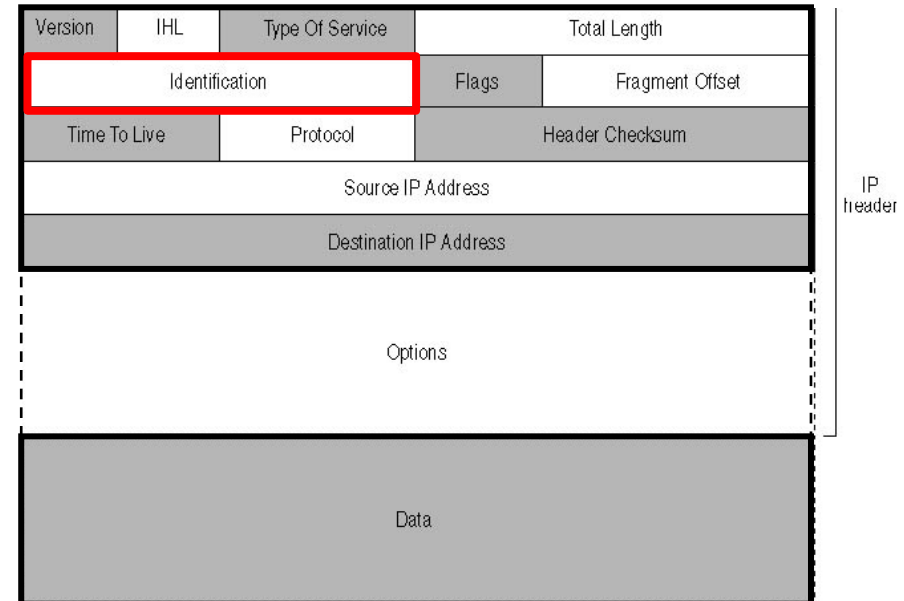 Version IHL Type Of Service Total Length
Identification Flags Fragment Offset
Time To Live Protocol Header Checksum
Source IP Address
Destination IP Address
IP
header
Options
Data